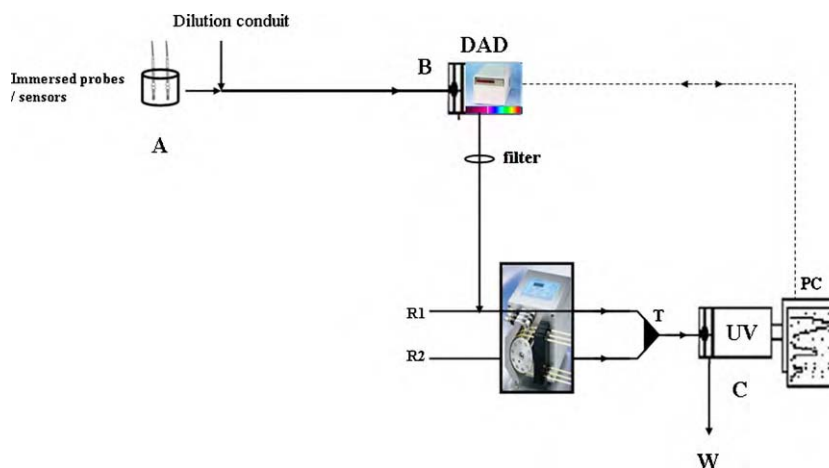 Dilution conduit
Immersed probes
/ sensors
A
B
DAD
filter
R1
R2
T
UV
C
PC
W